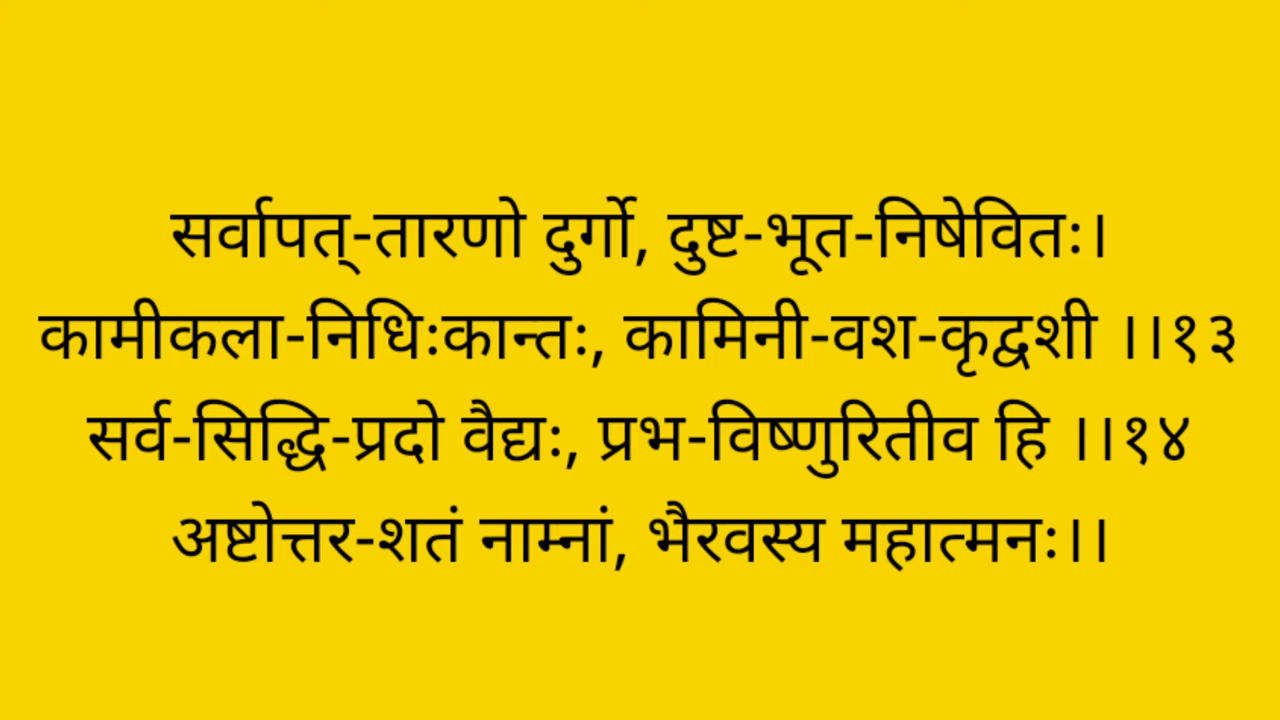 सर्वापत्-तारणो दुर्गो, दुष्ट-भूत-निषेवितः।
कामीकला-निधिःकान्तः, कामिनी-वश-कृद्वशी ।।१३
सर्व-सिद्धि-प्रदो वैद्यः, प्रभ-विष्णुरितीव हि ।।१४
अष्टोत्तर-शतं नाम्नां, भैरवस्य महात्मनः।।